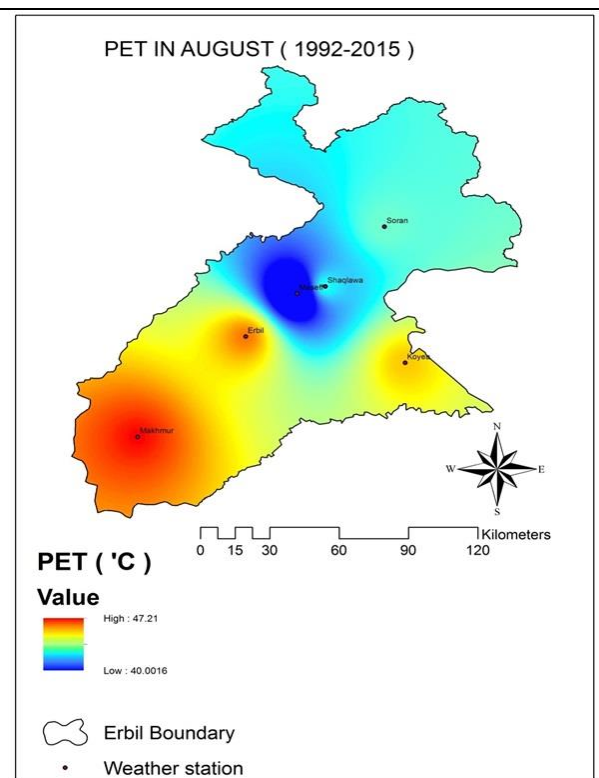 PET IN AUGUST ( 1992-2015 )
Soran
Shaqlawa
Erbil
Koyea
Makhmur
N
W E
S
Kilometers
0 15 30 60 90 120
PET ( 'C )
Value
High : 47.21
Low : 40.0016
Erbil Boundary
Weather station